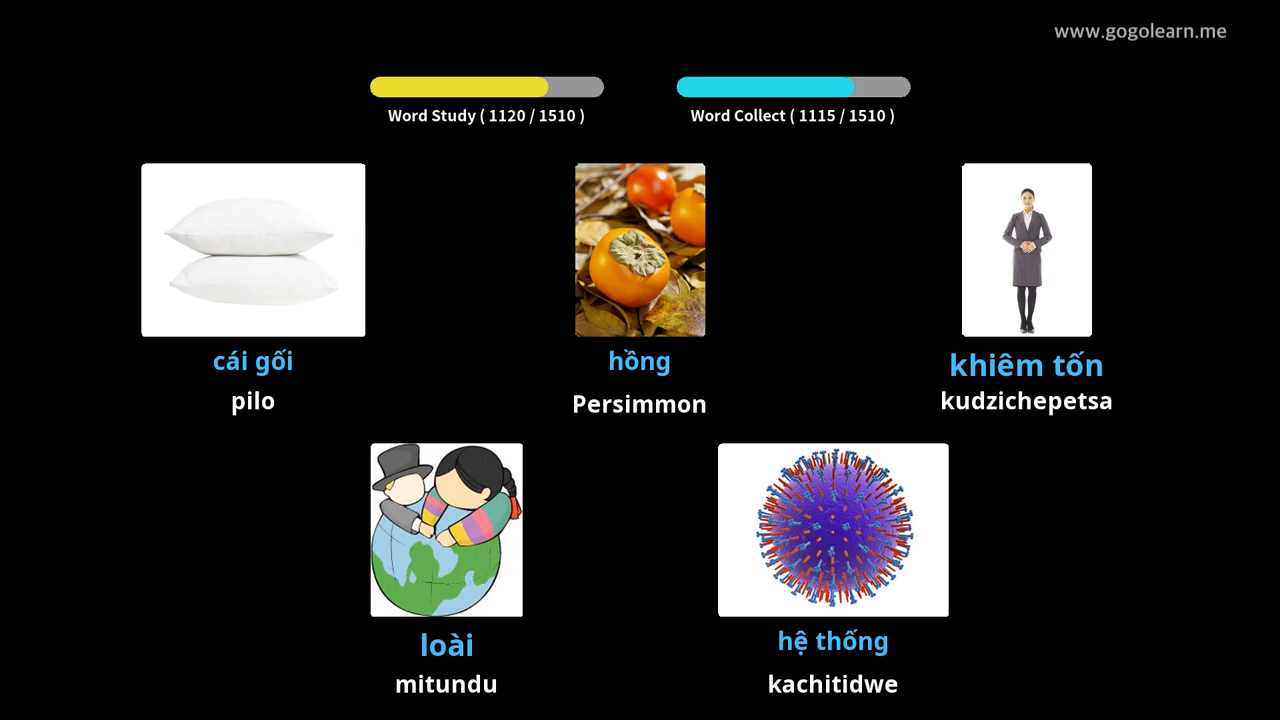 www.gogolearn.me
Word Study ( 1120 / 1510 )
Word Collect ( 1115 / 1510 )
cái gối
pilo
hồng
Persimmon
khiêm tốn
kudzichepetsa
loài
mitundu
hệ thống
kachitidwe